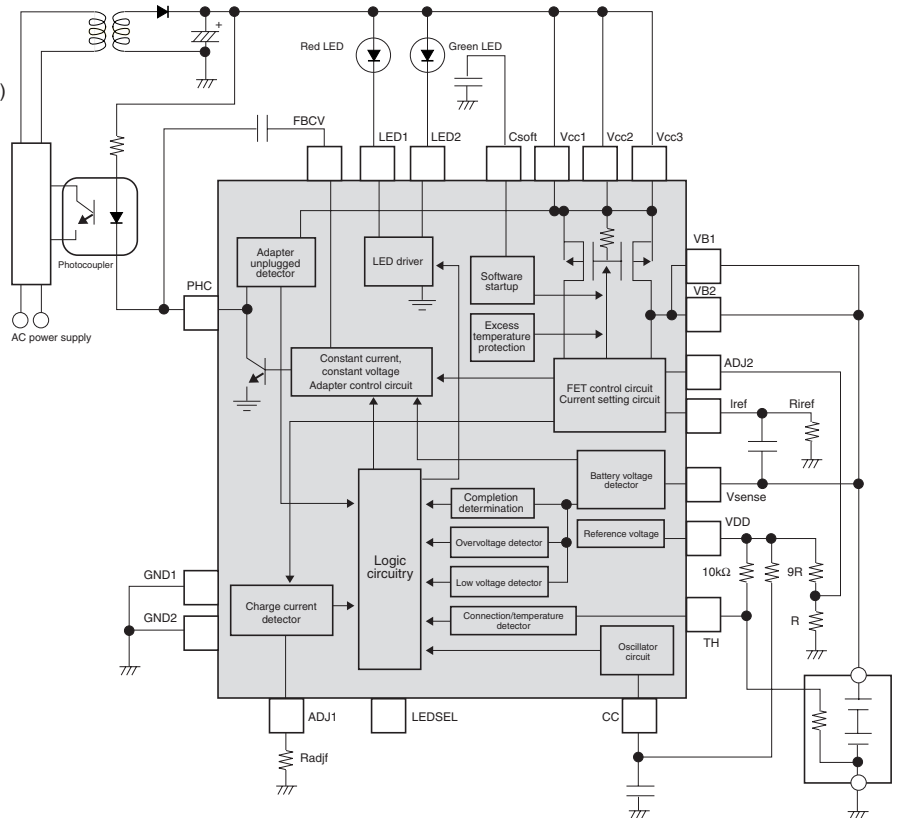 Red LED
Green LED
)
FBCV
LED1
LED2
Csoft
Vcc1
Vcc2
Vcc3
Photocoupler
PHC
AC power supply
Adapter
unplugged
detector
LED driver
Software
startup
Excess
temperature
protection
VB1
VB2
Constant current,
constant voltage
Adapter control circuit
FET control circuit
Current setting circuit
ADJ2
Iref
Riref
Battery voltage
detector
Vsense
Completion
determination
Reference voltage
VDD
Overvoltage detector
Logic
circuitry
10kΩ
9R
Low voltage detector
GND1
Charge current
detector
Connection/temperature
detector
R
GND2
TH
Oscillator
circuit
ADJ1
LEDSEL
CC
Radjf
+